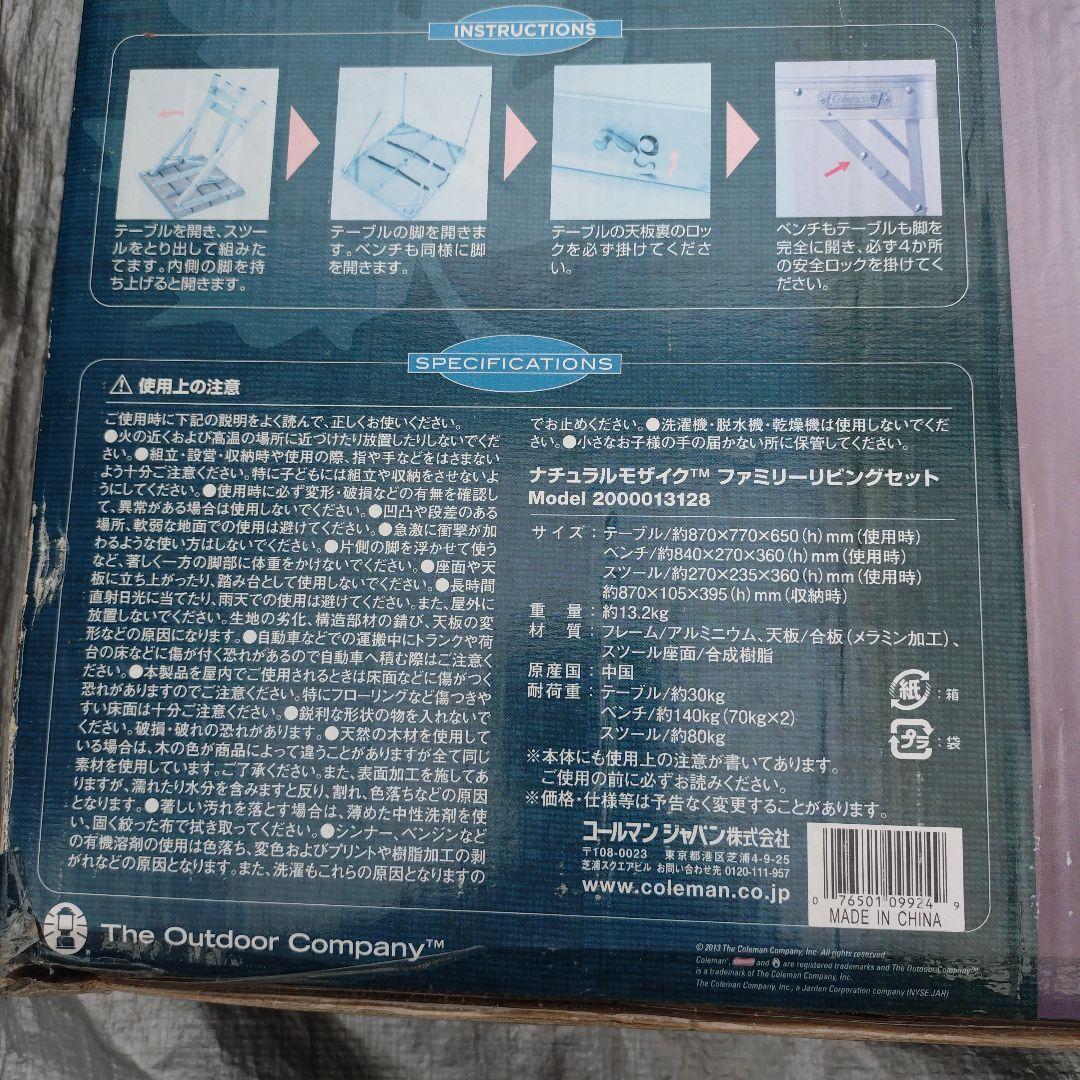 INSTRUCTIONS
Coleman
テーブルを開き、スツー
ルをとり出して組みた
てます。内側の脚を持
ち上げると開きます。
テーブルの脚を開きま
す。ベンチも同様に脚
を開きます。
テーブルの天板裏のロッ
クを必ず掛けてくださ
い。
ベンチもテーブルも脚を
完全に開き、必ず4か所
の安全ロックを掛けてく
ださい。
SPECIFICATIONS
⚠ 使用上の注意
ご使用時に下記の説明をよく読んで、正しくお使いください。
●火の近くおよび高温の場所に近づけたり放置したりしないでくだ
さい。●組立・設営・収納時や使用の際、指や手などをはさまない
よう十分ご注意ください。特に子どもには組立や収納をさせないよ
うにしてください。●使用時に必ず変形・破損などの有無を確認し
て、異常がある場合は使用しないでください。●凹凸や段差のある
場所、軟弱な地面での使用は避けてください。●急激に衝撃が加
わるような使い方はしないでください。●片側の脚を浮かせて使う
など、著しく一方の脚部に体重をかけないでください。●座面や天
板に立ち上がったり、踏み台として使用しないでください。●長時間
直射日光に当てたり、雨天での使用は避けてください。また、屋外に
放置しないでください。生地の劣化、構造部材の錆び、天板の変
形などの原因になります。●自動車などでの運搬中にトランクや荷
台の床などに傷が付く恐れがあるので自動車へ積む際はご注意く
ださい。●本製品を屋内でご使用されるときは床面などに傷がつく
恐れがありますのでご注意ください。特にフローリングなど傷つきや
すい床面は十分ご注意ください。●鋭利な形状の物を入れないで
ください。破損・破れの恐れがあります。●天然の木材を使用して
いる場合は、木の色が商品によって違うことがありますが全て同じ
素材を使用しています。ご了承ください。また、表面加工を施してあ
りますが、濡れたり水分を含みますと反り、割れ、色落ちなどの原因
となります。●著しい汚れを落とす場合は、薄めた中性洗剤を使
い、固く絞った布で拭き取ってください。●シンナー、ベンジンなど
の有機溶剤の使用は色落ち、変色およびプリントや樹脂加工の剥
がれなどの原因となります。また、洗濯もこれらの原因となりますの
でお止めください。●洗濯機・脱水機・乾燥機は使用しないでくだ
さい。●小さなお子様の手の届かない所に保管してください。
ナチュラルモザイク™ ファミリーリビングセット
Model 2000013128
サイズ：テーブル/約870×770×650(h)mm(使用時)
ベンチ/約840×270×360(h)mm(使用時)
スツール/約270×235×360(h)mm(使用時)
約870×105×395(h)mm(収納時)
重量：約13.2kg
材質：フレーム/アルミニウム、天板/合板(メラミン加工)、
スツール座面/合成樹脂
原産国：中国
耐荷重：テーブル/約30kg
ベンチ/約140kg(70kg×2)
スツール/約80kg
紙：箱
プラ：袋
※本体にも使用上の注意が書いてあります。
ご使用の前に必ずお読みください。
※価格・仕様等は予告なく変更することがあります。
コールマン ジャパン株式会社
〒108-0023 東京都港区芝浦4-9-25
芝浦スクエアビル お問い合わせ先 0120-111-957
www.coleman.co.jp
0 76501 09924 9
MADE IN CHINA
The Outdoor Company™
© 2013 The Coleman Company, Inc. All rights reserved.
Coleman®, and are registered trademarks and The Outdoor Company™
is a trademark of The Coleman Company, Inc.
The Coleman Company, Inc., a Jarden Corporation company (NYSE:JAH)